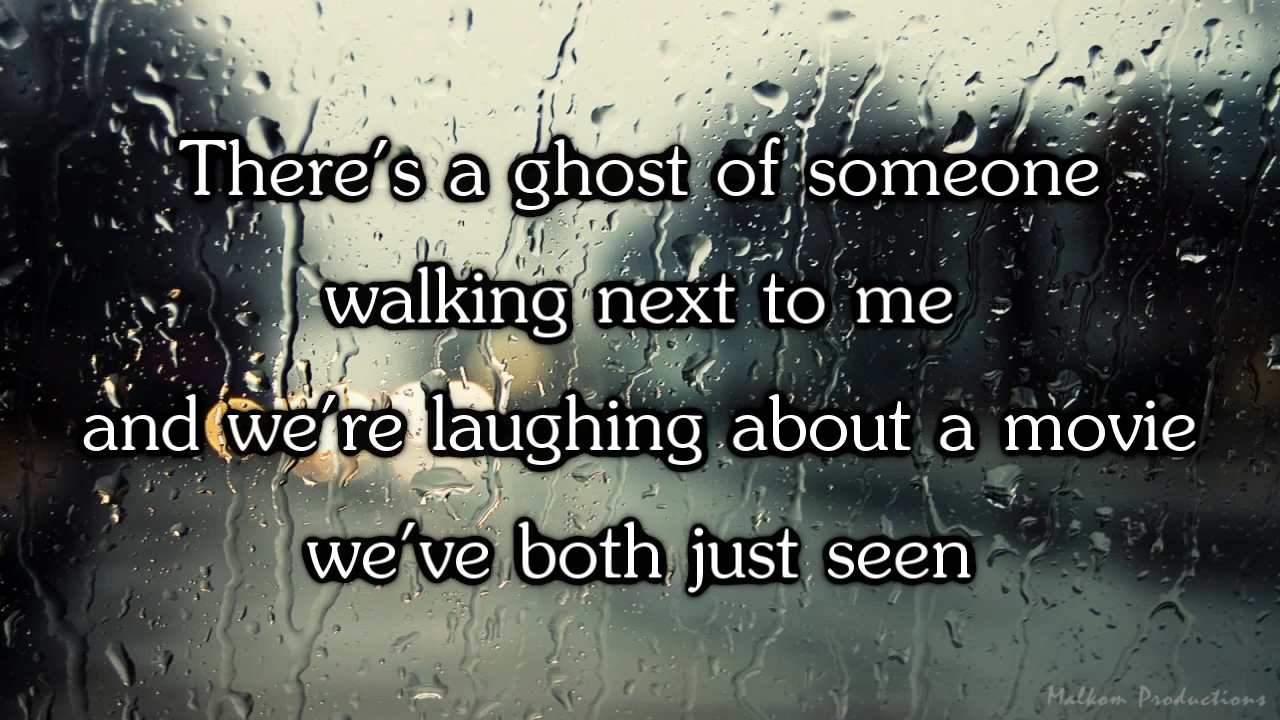 There's a ghost of someone
walking next to me
and we're laughing about a movie
we've both just seen
Malkom Productions